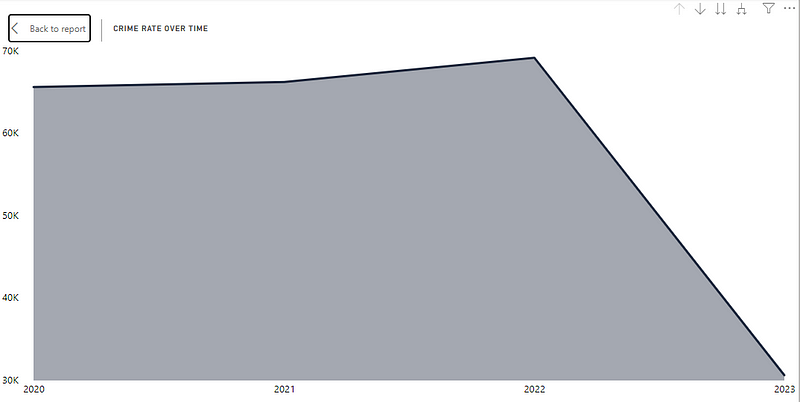 Back to report
CRIME RATE OVER TIME
70K
60K
50K
40K
30K
2020 2021 2022 2023